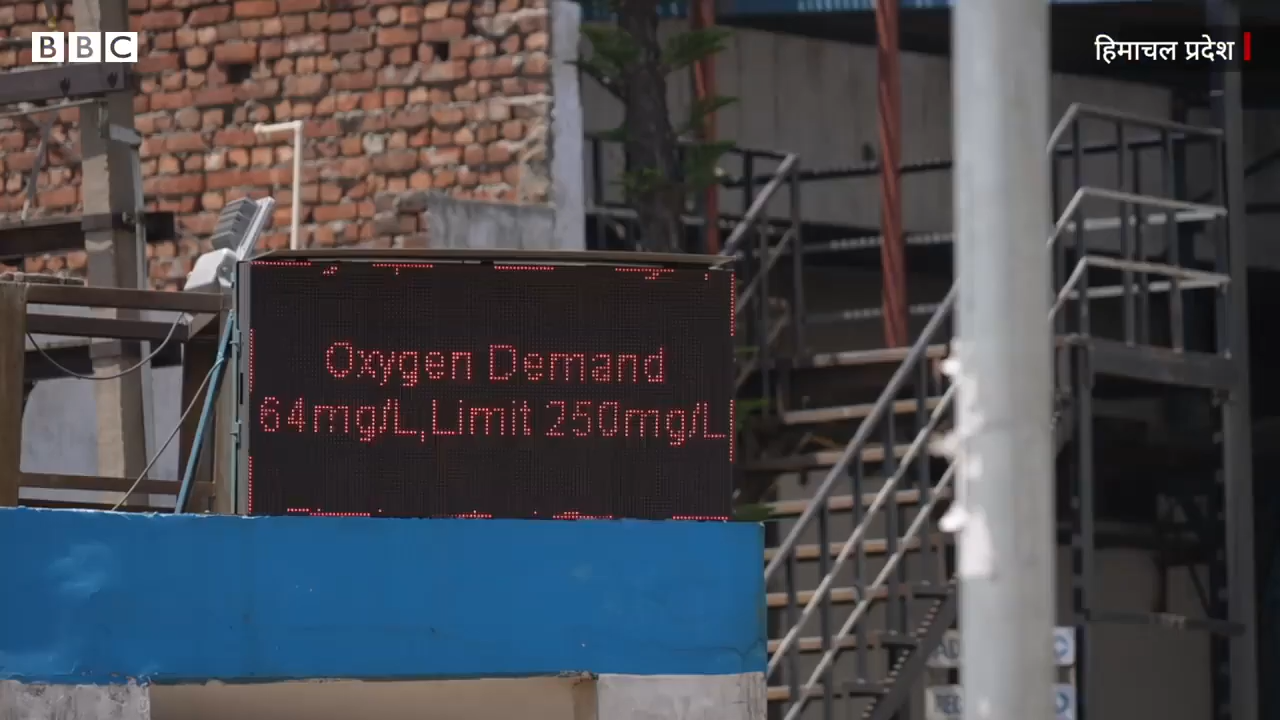 BBC
हिमाचल प्रदेश
Oxygen Demand
64mg/L,Limit 250mg/L